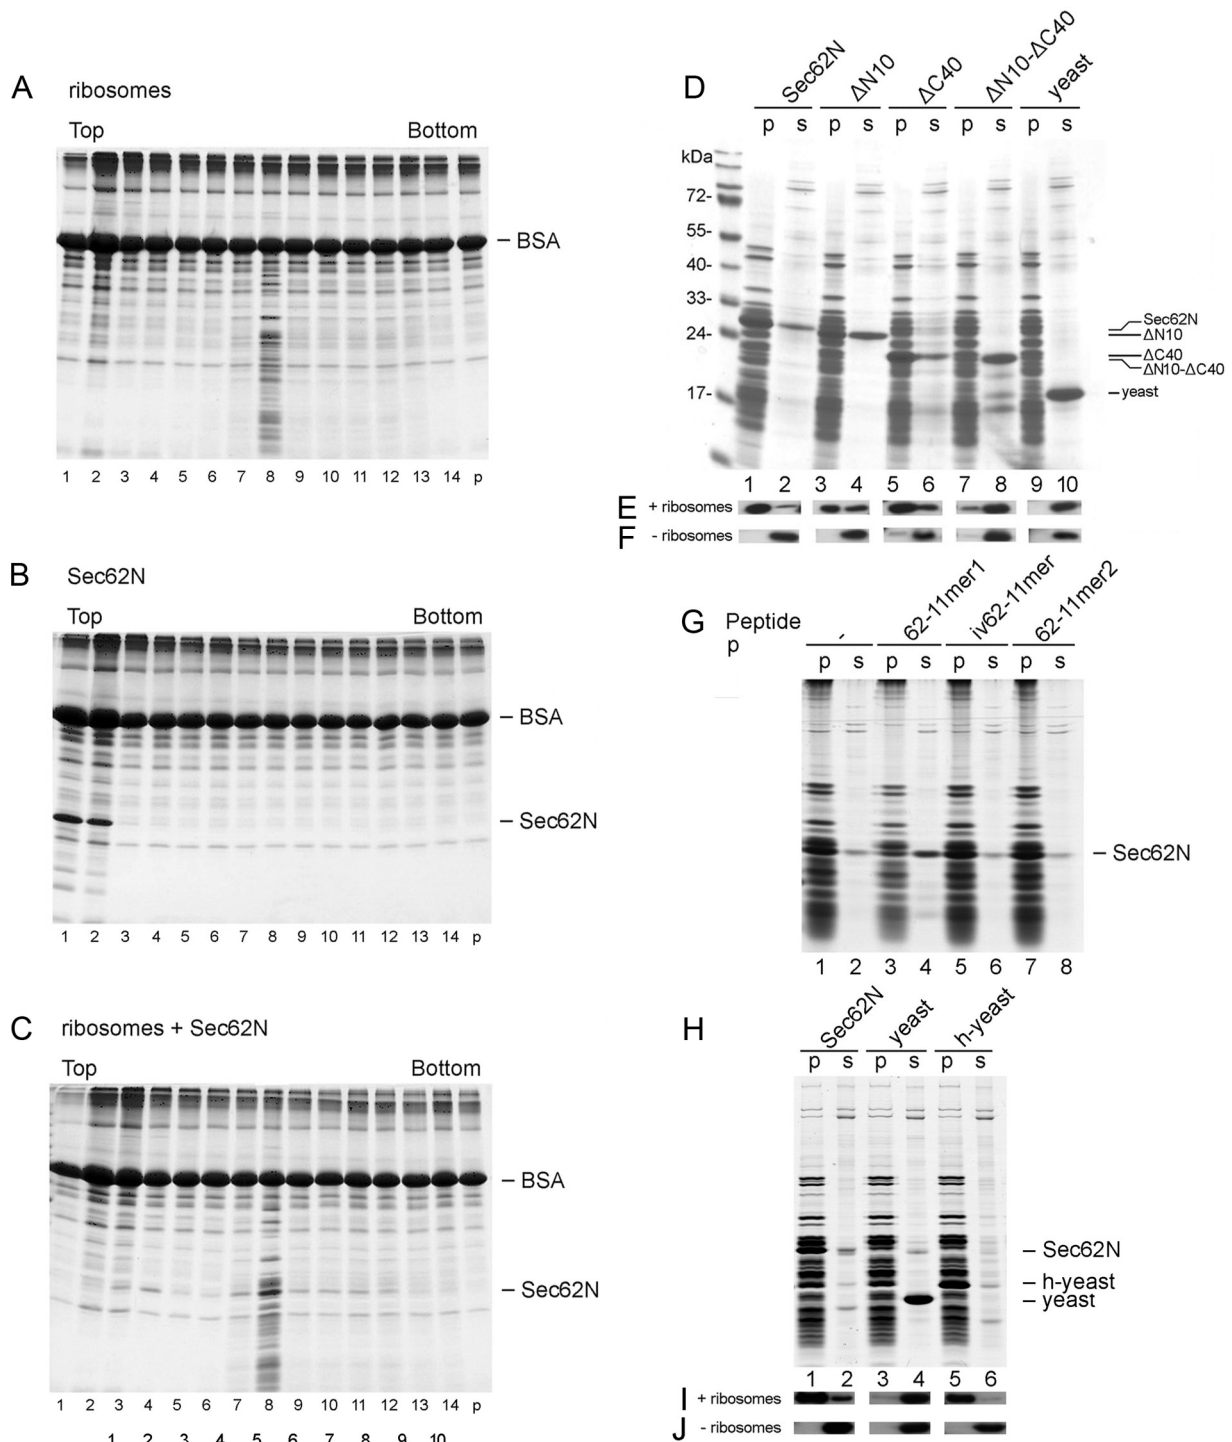 A ribosomes
Top Bottom
BSA
1 2 3 4 5 6 7 8 9 10 11 12 13 14 p
B Sec62N
Top Bottom
BSA
Sec62N
1 2 3 4 5 6 7 8 9 10 11 12 13 14 p
C ribosomes + Sec62N
Top Bottom
BSA
Sec62N
1 2 3 4 5 6 7 8 9 10 11 12 13 14 p
1 2 3 4 5 6 7 8 9 10
D Sec62N ΔN10 ΔC40 ΔN10-ΔC40 yeast
p s p s p s p s p s
kDa
72-
55-
40-
33-
24-
17-
Sec62N
ΔN10
ΔC40
ΔN10-ΔC40
yeast
1 2 3 4 5 6 7 8 9 10
E + ribosomes
F - ribosomes
G Peptide - 62-11mer1 iv62-11mer 62-11mer2
p
p s p s p s p s
Sec62N
1 2 3 4 5 6 7 8
H Sec62N yeast h-yeast
p s p s p s
Sec62N
h-yeast
yeast
1 2 3 4 5 6
I + ribosomes
J - ribosomes